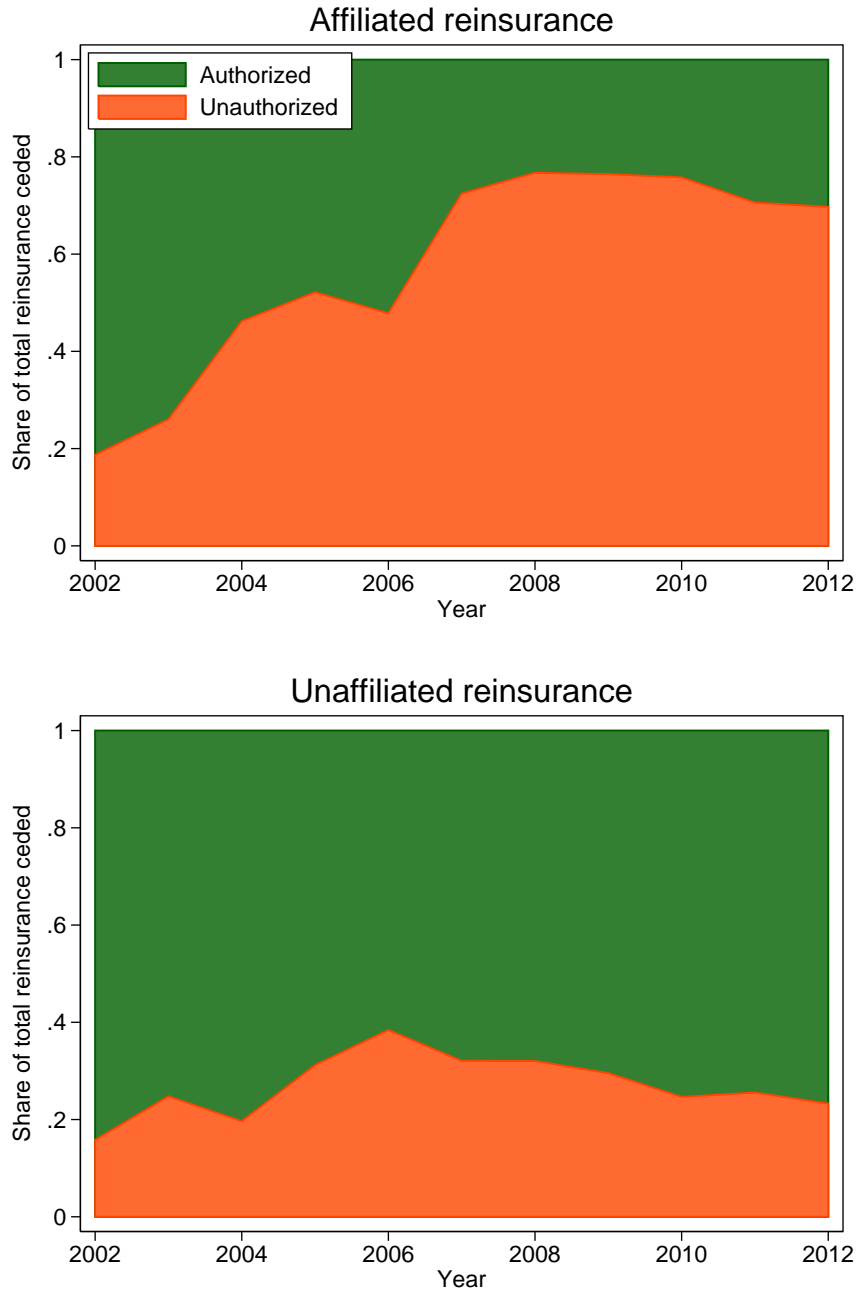 Affiliated reinsurance
Authorized
Unauthorized
Share of total reinsurance ceded
1
.8
.6
.4
.2
0
2002 2004 2006 2008 2010 2012
Year
Unaffiliated reinsurance
Share of total reinsurance ceded
1
.8
.6
.4
.2
0
2002 2004 2006 2008 2010 2012
Year